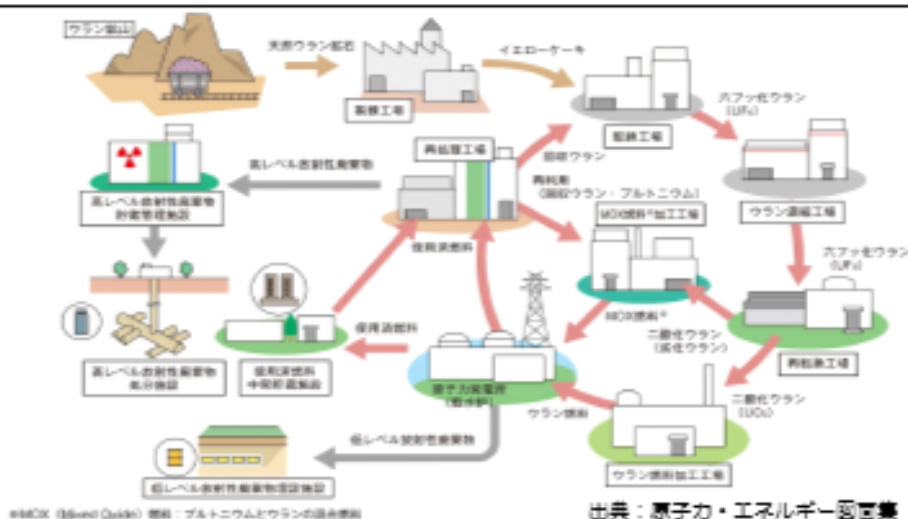 ウラン鉱山
天然ウラン鉱石
イエローケーキ
製錬工場
転換工場
六フッ化ウラン
(UF₆)
再処理工場
回収ウラン
高レベル放射性廃棄物
高レベル放射性廃棄物
貯蔵管理施設
再利用
(回収ウラン・プルトニウム)
MOX燃料※加工工場
ウラン濃縮工場
使用済燃料
六フッ化ウラン
(UF₆)
MOX燃料※
二酸化ウラン
(劣化ウラン)
再転換工場
使用済燃料
高レベル放射性廃棄物
処分施設
使用済燃料
中間貯蔵施設
原子力発電所
(軽水炉)
二酸化ウラン
(UO₂)
ウラン燃料
ウラン燃料加工工場
低レベル放射性廃棄物
低レベル放射性廃棄物埋設施設
※MOX (Mixed Oxide) 燃料:プルトニウムとウランの混合燃料
出典:原子力・エネルギー図面集